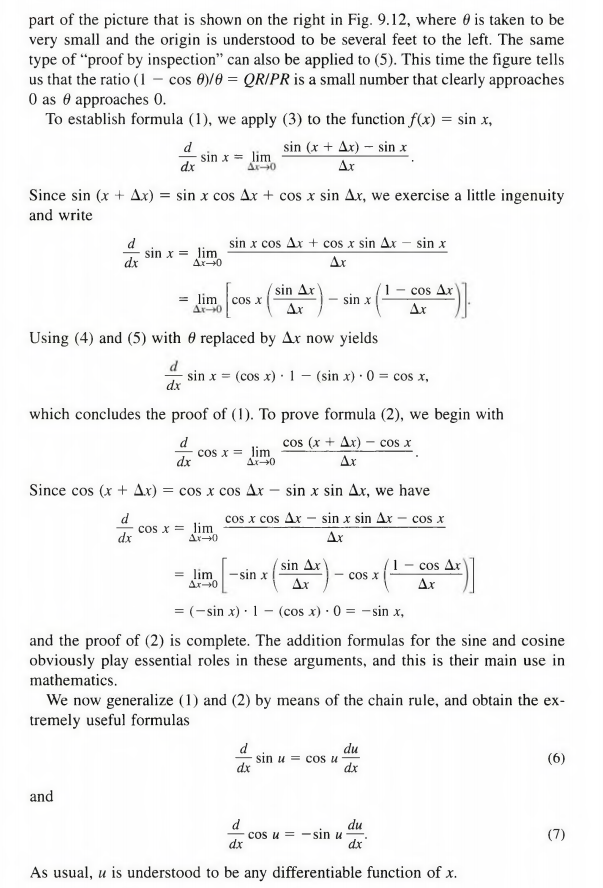 part of the picture that is shown on the right in Fig. 9.12, where θ is taken to be
very small and the origin is understood to be several feet to the left. The same
type of “proof by inspection” can also be applied to (5). This time the figure tells
us that the ratio (1 − cos θ)/θ = QR/PR is a small number that clearly approaches
0 as θ approaches 0.
To establish formula (1), we apply (3) to the function f(x) = sin x,
d/dx sin x = lim Δx→0 (sin (x + Δx) − sin x)/Δx.
Since sin (x + Δx) = sin x cos Δx + cos x sin Δx, we exercise a little ingenuity
and write
d/dx sin x = lim Δx→0 (sin x cos Δx + cos x sin Δx − sin x)/Δx
= lim Δx→0 [cos x (sin Δx/Δx) − sin x ((1 − cos Δx)/Δx)].
Using (4) and (5) with θ replaced by Δx now yields
d/dx sin x = (cos x) · 1 − (sin x) · 0 = cos x,
which concludes the proof of (1). To prove formula (2), we begin with
d/dx cos x = lim Δx→0 (cos (x + Δx) − cos x)/Δx.
Since cos (x + Δx) = cos x cos Δx − sin x sin Δx, we have
d/dx cos x = lim Δx→0 (cos x cos Δx − sin x sin Δx − cos x)/Δx
= lim Δx→0 [−sin x (sin Δx/Δx) − cos x ((1 − cos Δx)/Δx)]
= (−sin x) · 1 − (cos x) · 0 = −sin x,
and the proof of (2) is complete. The addition formulas for the sine and cosine
obviously play essential roles in these arguments, and this is their main use in
mathematics.
We now generalize (1) and (2) by means of the chain rule, and obtain the ex-
tremely useful formulas
d/dx sin u = cos u du/dx (6)
and
d/dx cos u = −sin u du/dx. (7)
As usual, u is understood to be any differentiable function of x.